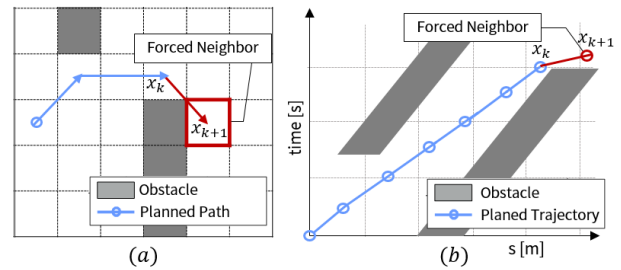 Forced Neighbor
x_k
x_{k+1}
Obstacle
Planned Path
(a)
Forced Neighbor
x_k
x_{k+1}
time [s]
Obstacle
Planed Trajectory
s [m]
(b)